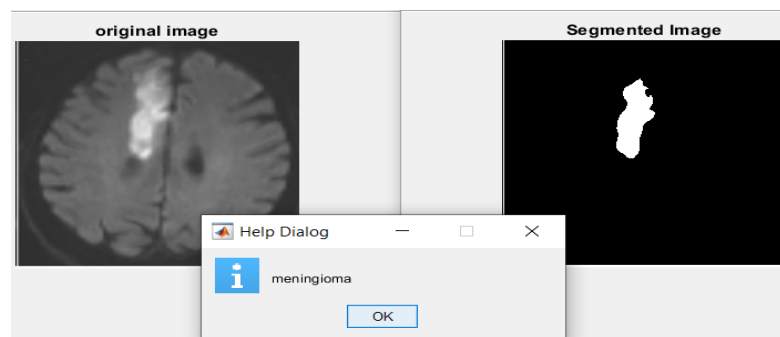 original image
Segmented Image
Help Dialog
meningioma
OK